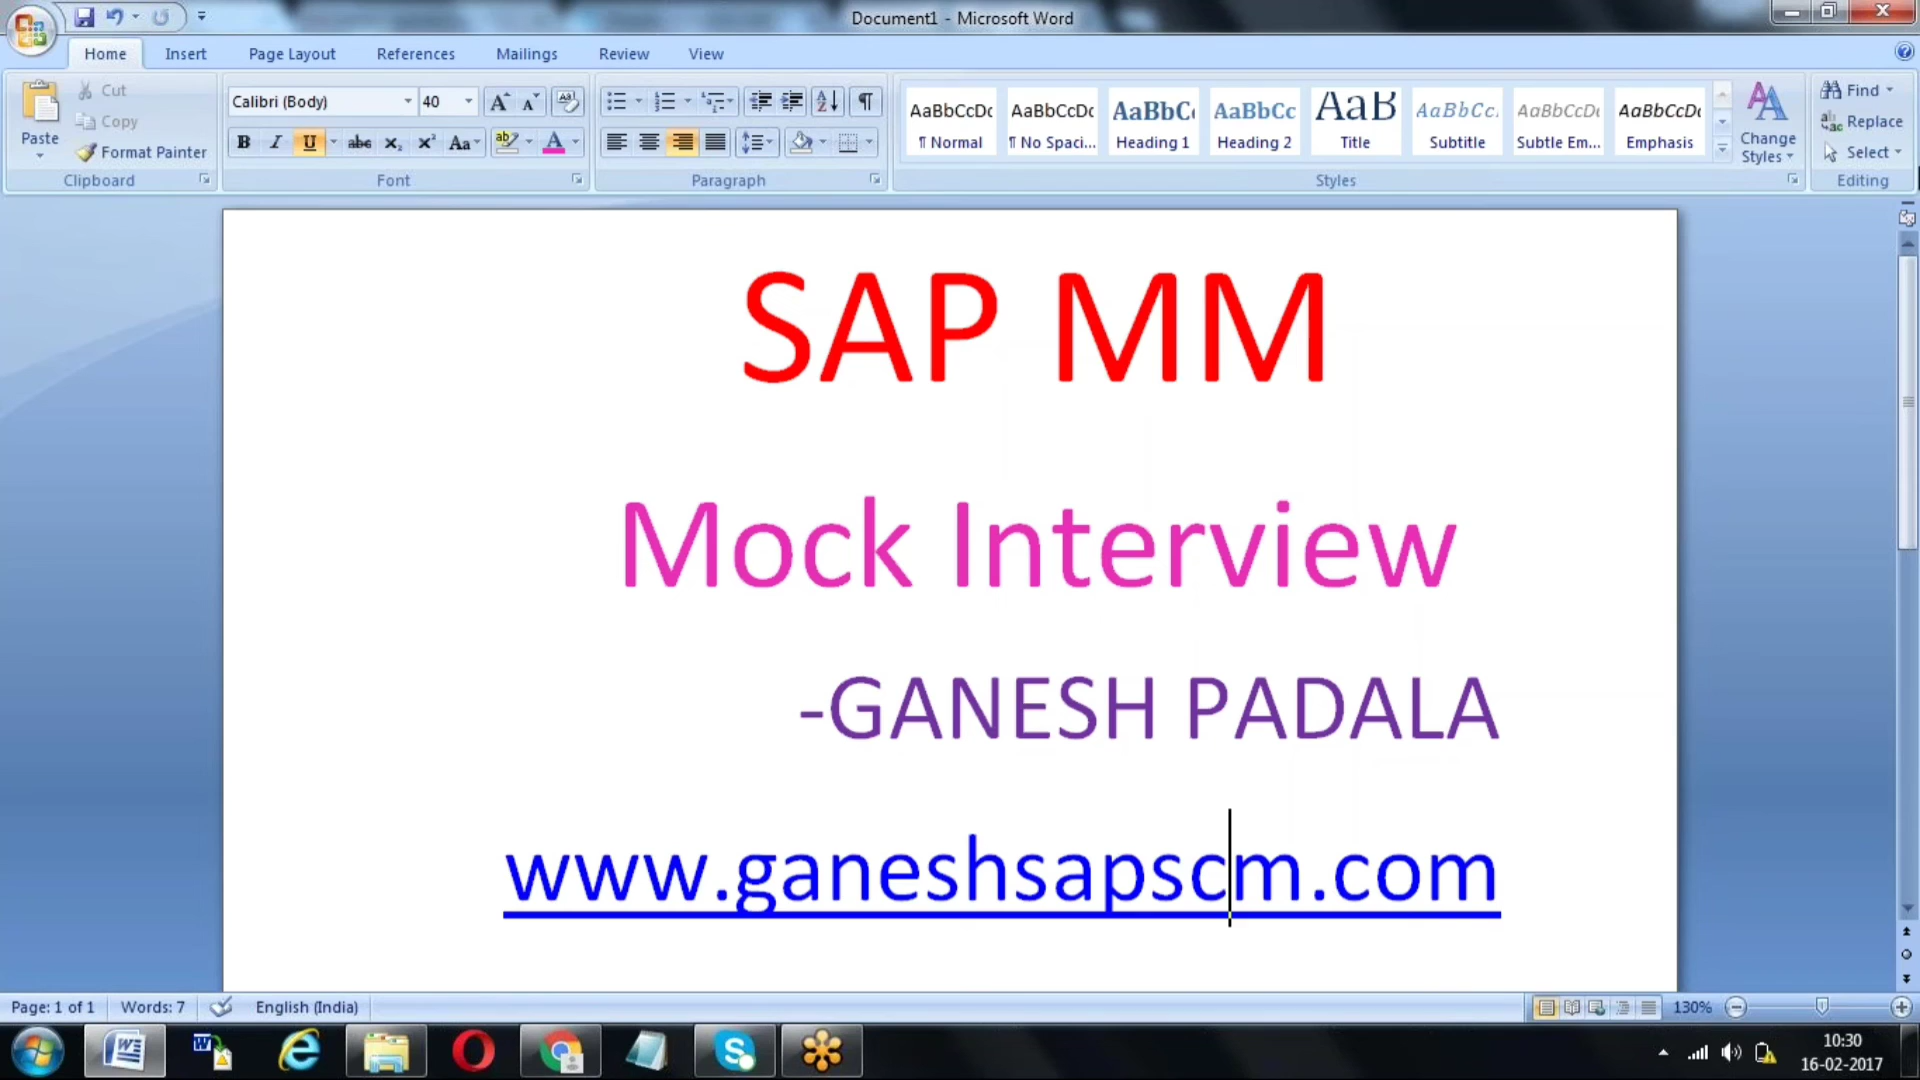 Document1 - Microsoft Word
Home Insert Page Layout References Mailings Review View
Paste
Cut
Copy
Format Painter
Clipboard
Calibri (Body) 40
Font
Paragraph
AaBbCcDc AaBbCcDc AaBbC AaBbCc AaB AaBbCc. AaBbCcDc AaBbCcDc
¶ Normal ¶ No Spaci... Heading 1 Heading 2 Title Subtitle Subtle Em... Emphasis
Change Styles
Styles
Find
Replace
Select
Editing
SAP MM
Mock Interview
-GANESH PADALA
www.ganeshsapscm.com
Page: 1 of 1 Words: 7 English (India) 130%
10:30
16-02-2017